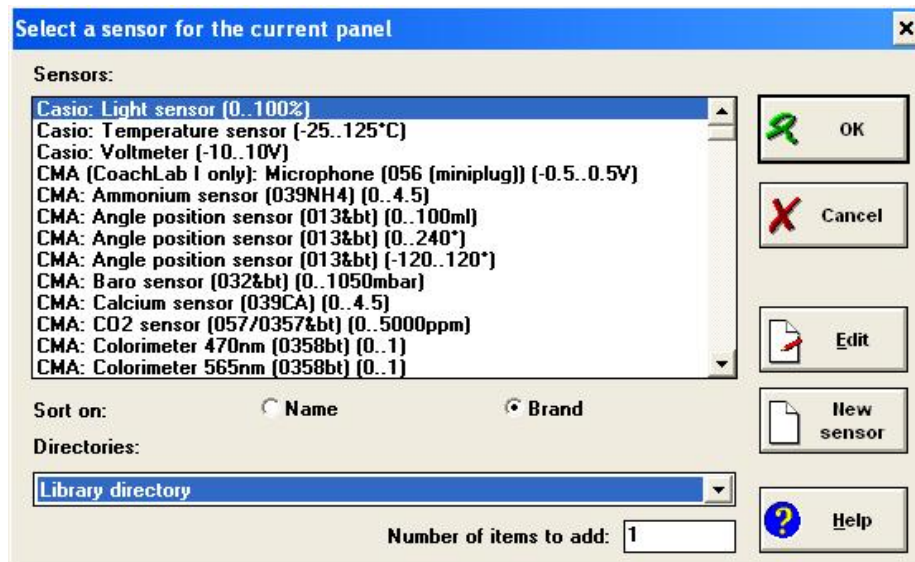 Select a sensor for the current panel
Sensors:
Casio: Light sensor (0..100%)
Casio: Temperature sensor (-25..125°C)
Casio: Voltmeter (-10..10V)
CMA (CoachLab I only): Microphone (056 (miniplug)) (-0.5..0.5V)
CMA: Ammonium sensor (039NH4) (0..4.5)
CMA: Angle position sensor (013&bt) (0..100ml)
CMA: Angle position sensor (013&bt) (0..240°)
CMA: Angle position sensor (013&bt) (-120..120°)
CMA: Baro sensor (032&bt) (0..1050mbar)
CMA: Calcium sensor (039CA) (0..4.5)
CMA: CO2 sensor (057/0357&bt) (0..5000ppm)
CMA: Colorimeter 470nm (0358bt) (0..1)
CMA: Colorimeter 565nm (0358bt) (0..1)
OK
Cancel
Edit
New
sensor
Help
Sort on: Name Brand
Directories:
Library directory
Number of items to add: 1